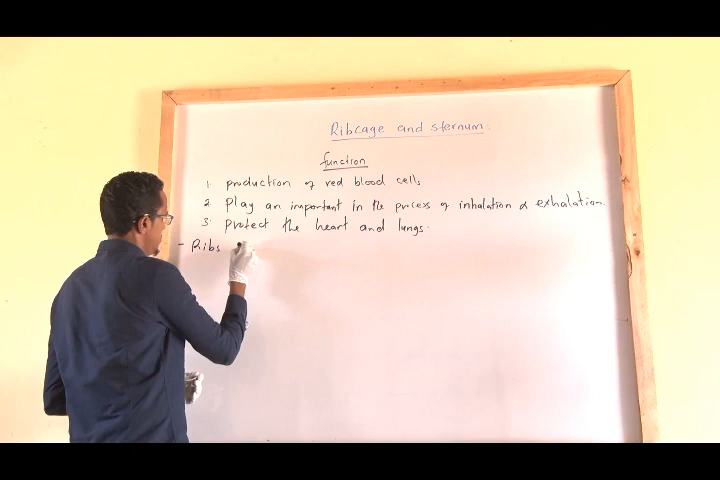 Ribcage and sternum.
function
1. production of red blood cells
2. play an important in the process of inhalation & exhalation.
3. protect the heart and lungs.
- Ribs